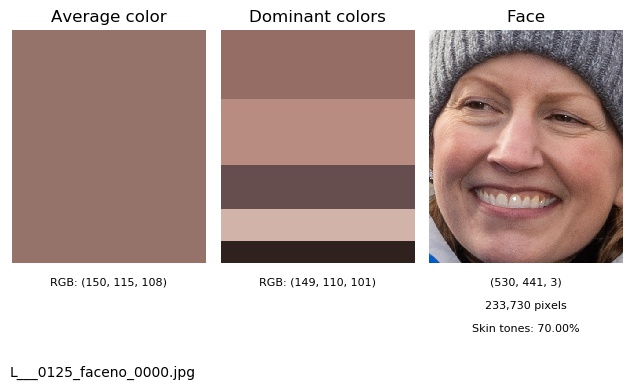 Average color
Dominant colors
Face
RGB: (150, 115, 108)
RGB: (149, 110, 101)
(530, 441, 3)
233,730 pixels
Skin tones: 70.00%
L___0125_faceno_0000.jpg